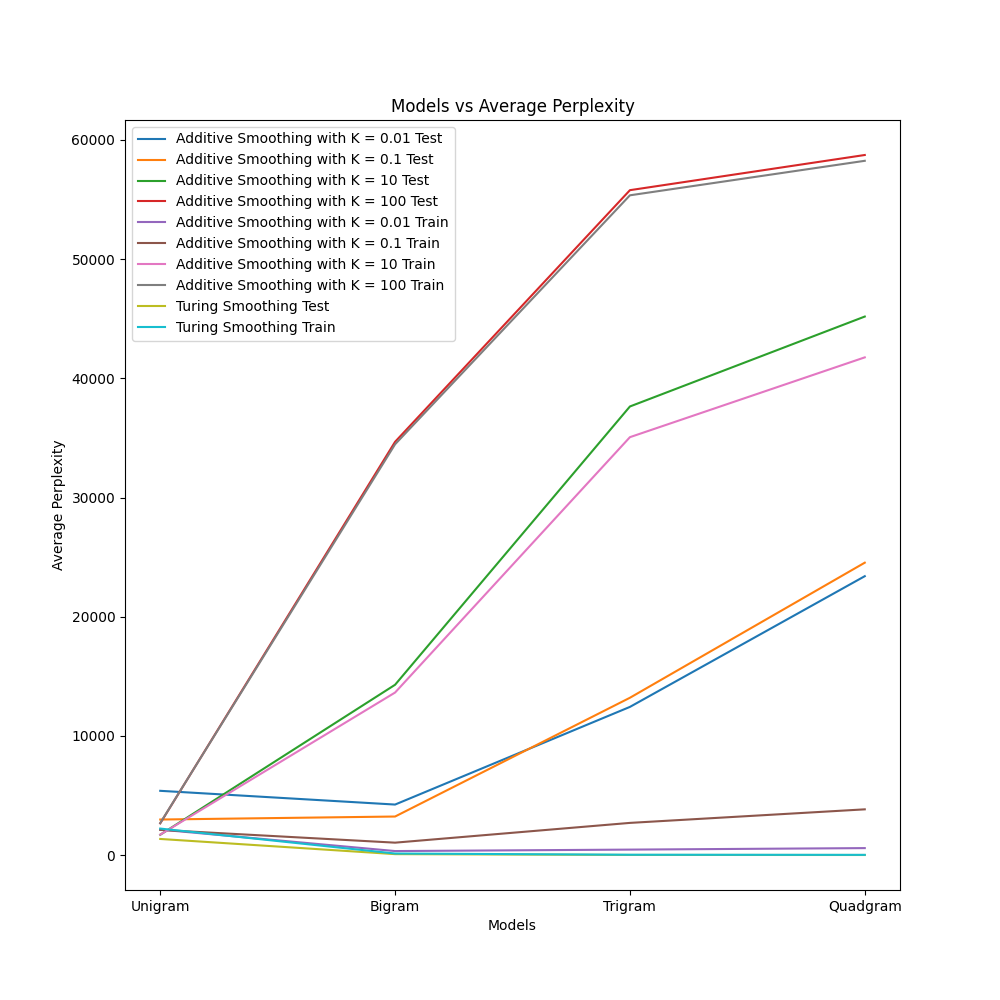 Models vs Average Perplexity
60000
50000
40000
30000
20000
10000
0
Average Perplexity
Additive Smoothing with K = 0.01 Test
Additive Smoothing with K = 0.1 Test
Additive Smoothing with K = 10 Test
Additive Smoothing with K = 100 Test
Additive Smoothing with K = 0.01 Train
Additive Smoothing with K = 0.1 Train
Additive Smoothing with K = 10 Train
Additive Smoothing with K = 100 Train
Turing Smoothing Test
Turing Smoothing Train
Unigram Bigram Trigram Quadgram
Models